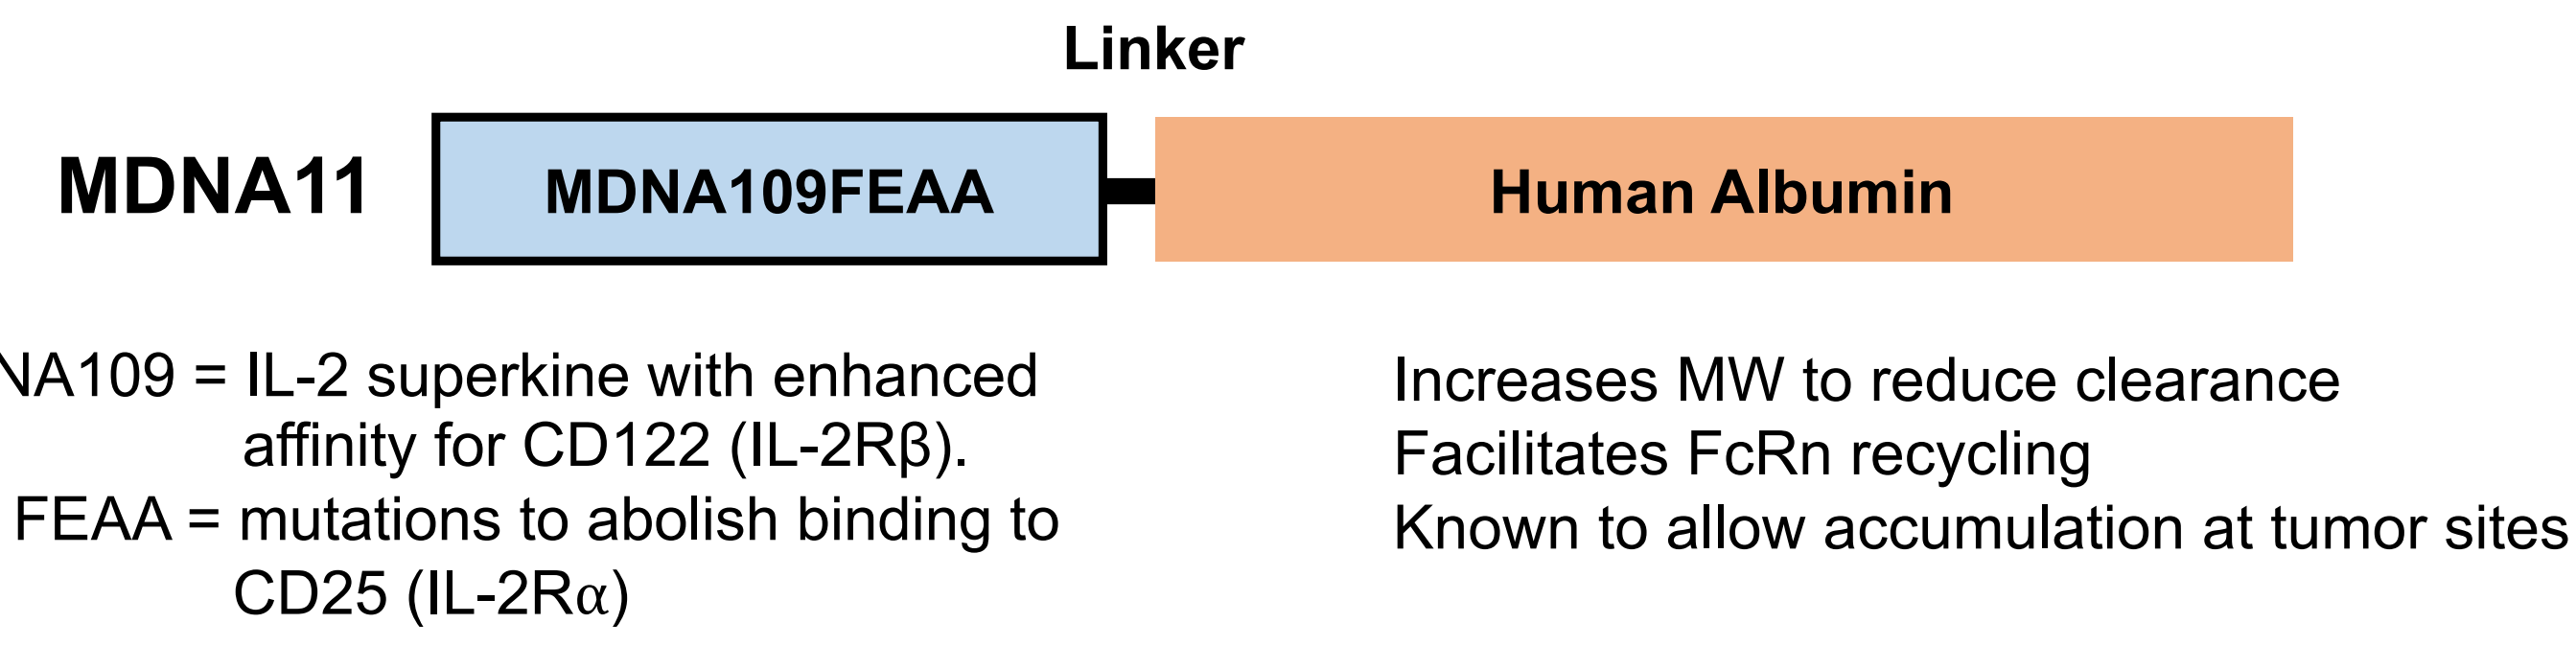 Linker
MDNA11
MDNA109FEAA
Human Albumin
NA109 = IL-2 superkine with enhanced
affinity for CD122 (IL-2Rβ).
FEAA = mutations to abolish binding to
CD25 (IL-2Rα)
Increases MW to reduce clearance
Facilitates FcRn recycling
Known to allow accumulation at tumor sites